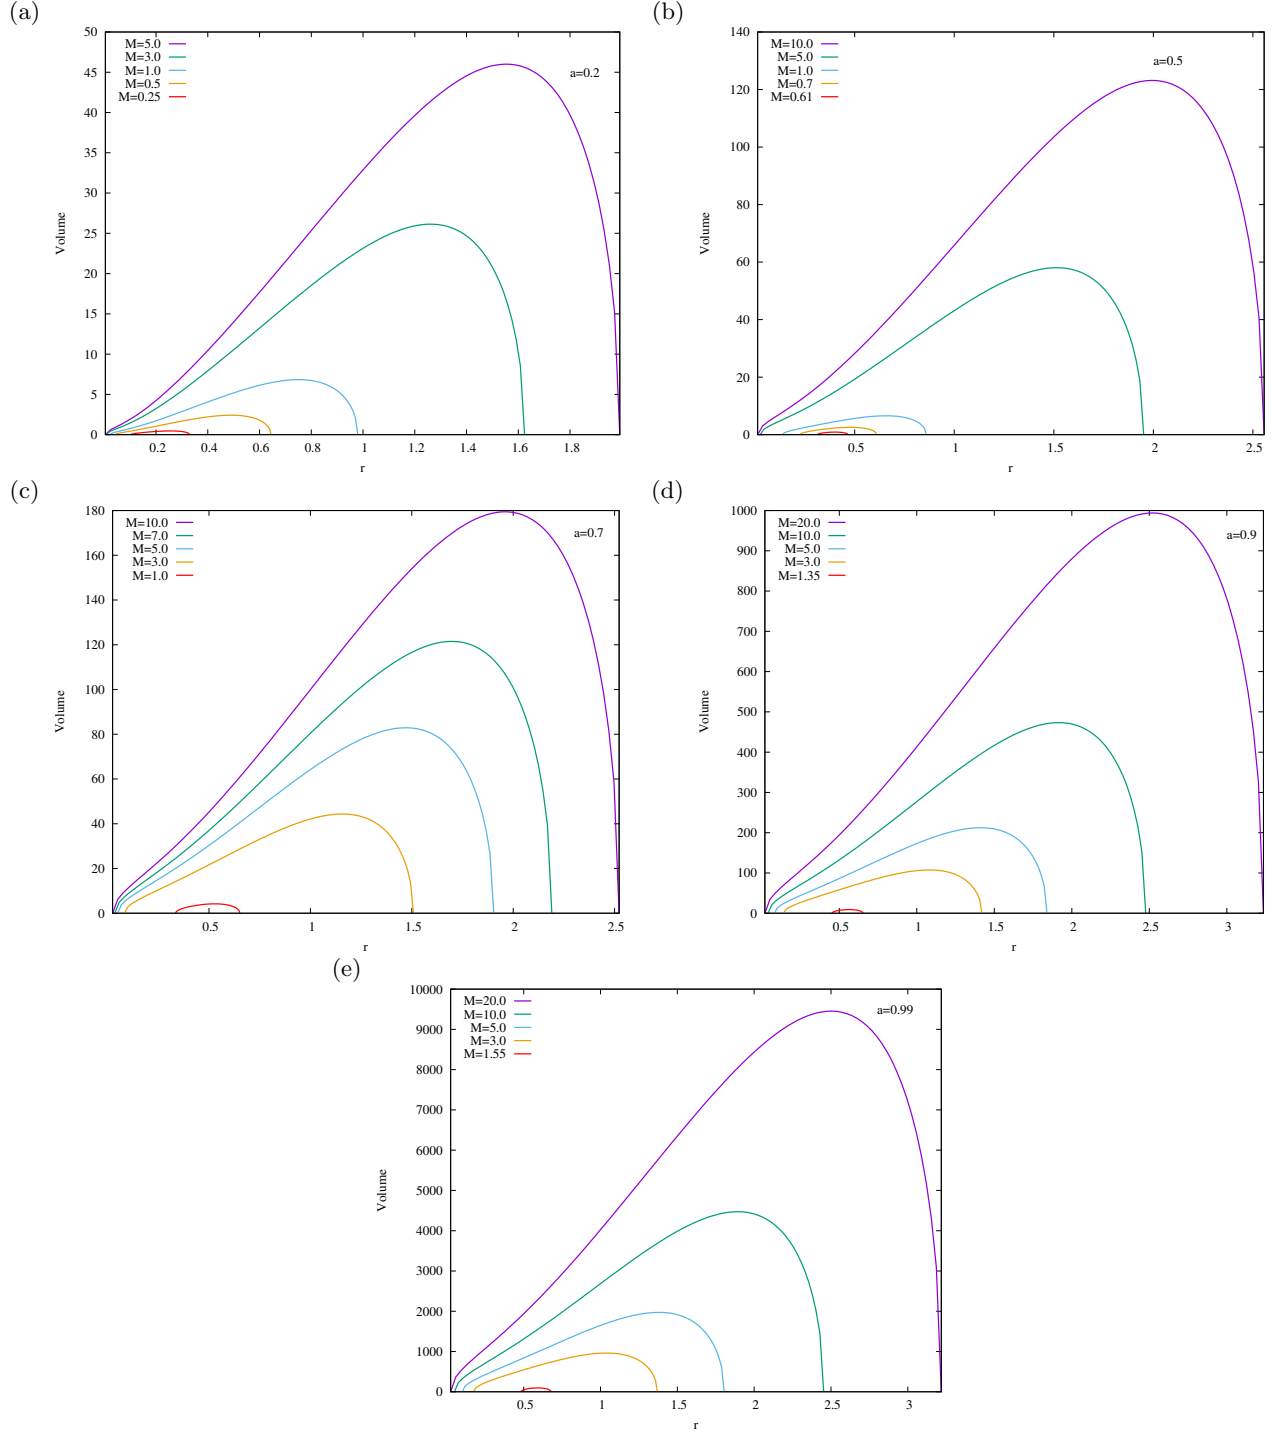 (a)
50
45
40
35
30
25
20
15
10
5
0
Volume
M=5.0
M=3.0
M=1.0
M=0.5
M=0.25
a=0.2
0.2 0.4 0.6 0.8 1 1.2 1.4 1.6 1.8
r
(b)
140
120
100
80
60
40
20
0
Volume
M=10.0
M=5.0
M=1.0
M=0.7
M=0.61
a=0.5
0.5 1 1.5 2 2.5
r
(c)
180
160
140
120
100
80
60
40
20
0
Volume
M=10.0
M=7.0
M=5.0
M=3.0
M=1.0
a=0.7
0.5 1 1.5 2 2.5
r
(d)
1000
900
800
700
600
500
400
300
200
100
0
Volume
M=20.0
M=10.0
M=5.0
M=3.0
M=1.35
a=0.9
0.5 1 1.5 2 2.5 3
r
(e)
10000
9000
8000
7000
6000
5000
4000
3000
2000
1000
0
Volume
M=20.0
M=10.0
M=5.0
M=3.0
M=1.55
a=0.99
0.5 1 1.5 2 2.5 3
r